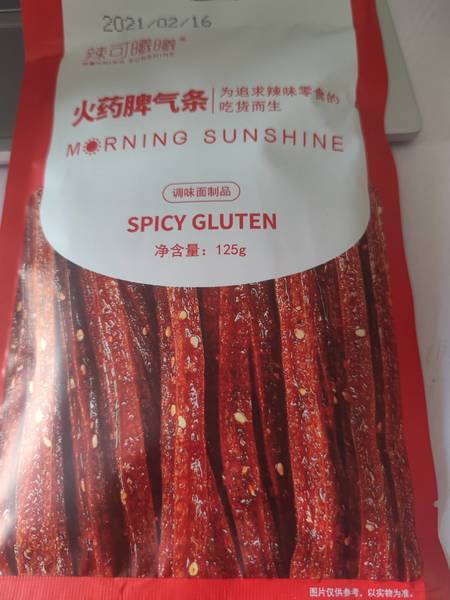 2021/02/16
辣可曦曦®
MORNING SUNSHINE
火药脾气条
为追求辣味零食的
吃货而生
MORNING SUNSHINE
调味面制品
SPICY GLUTEN
净含量：125g
图片仅供参考，以实物为准。